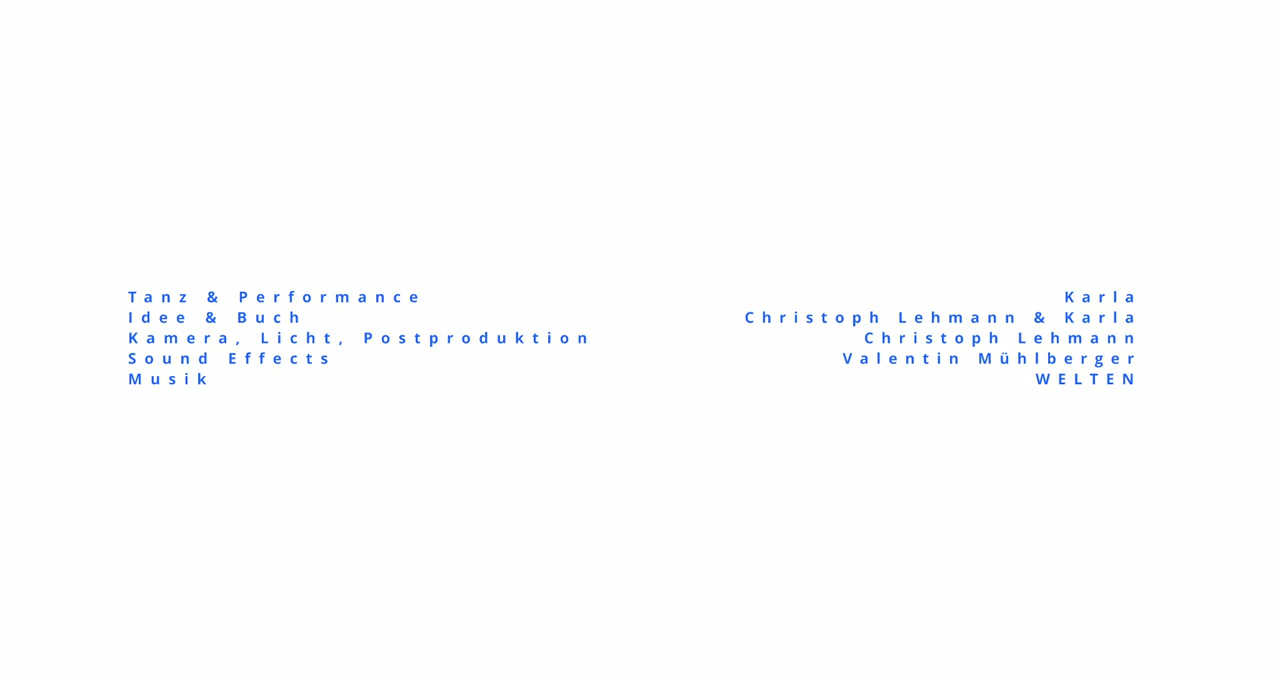 Tanz & Performance Karla
Idee & Buch Christoph Lehmann & Karla
Kamera, Licht, Postproduktion Christoph Lehmann
Sound Effects Valentin Mühlberger
Musik WELTEN